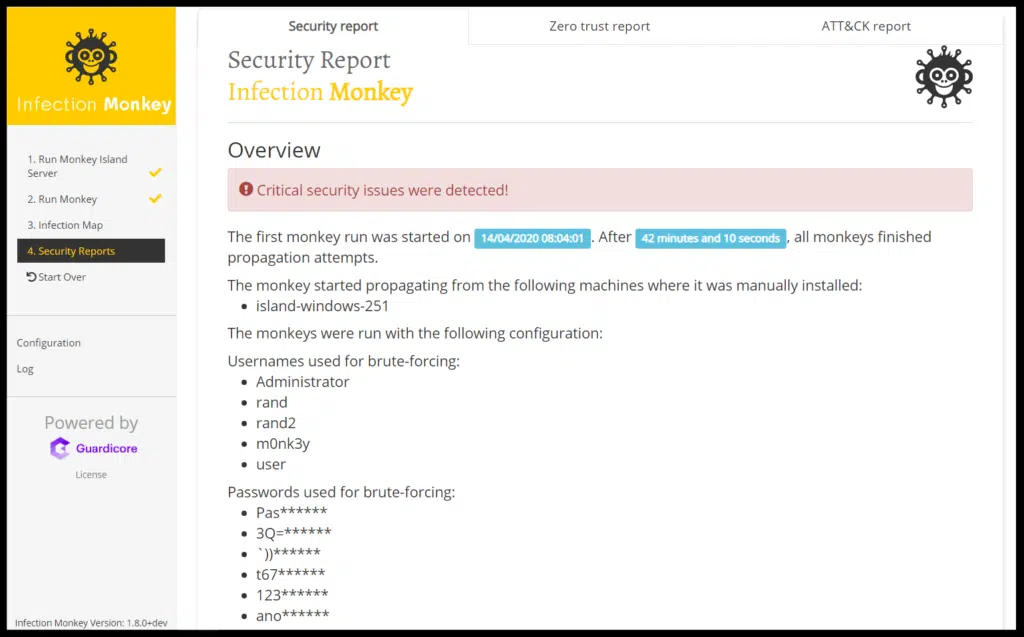 Infection Monkey
1. Run Monkey Island
Server
2. Run Monkey
3. Infection Map
4. Security Reports
Start Over
Configuration
Log
Powered by
Guardicore
License
Infection Monkey Version: 1.8.0+dev
Security report
Zero trust report
ATT&CK report
Security Report
Infection Monkey
Overview
Critical security issues were detected!
The first monkey run was started on 14/04/2020 08:04:01. After 42 minutes and 10 seconds, all monkeys finished
propagation attempts.
The monkey started propagating from the following machines where it was manually installed:
• island-windows-251
The monkeys were run with the following configuration:
Usernames used for brute-forcing:
• Administrator
• rand
• rand2
• m0nk3y
• user
Passwords used for brute-forcing:
• Pas******
• 3Q=******
• `))******
• t67******
• 123******
• ano******